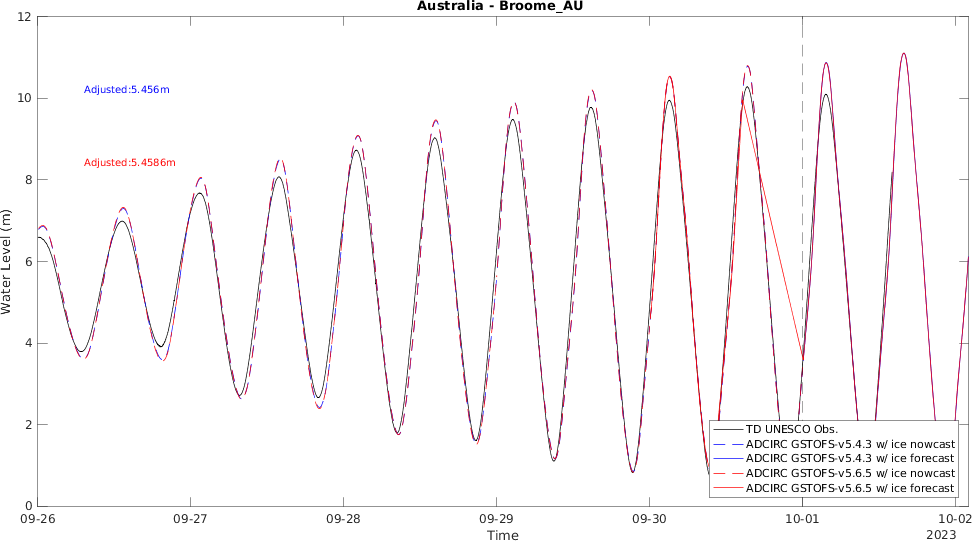 Australia - Broome_AU
12
10
8
6
4
2
0
Water Level (m)
Adjusted:5.456m
Adjusted:5.4586m
TD UNESCO Obs.
ADCIRC GSTOFS-v5.4.3 w/ ice nowcast
ADCIRC GSTOFS-v5.4.3 w/ ice forecast
ADCIRC GSTOFS-v5.6.5 w/ ice nowcast
ADCIRC GSTOFS-v5.6.5 w/ ice forecast
09-26 09-27 09-28 09-29 09-30 10-01 10-02
Time
2023